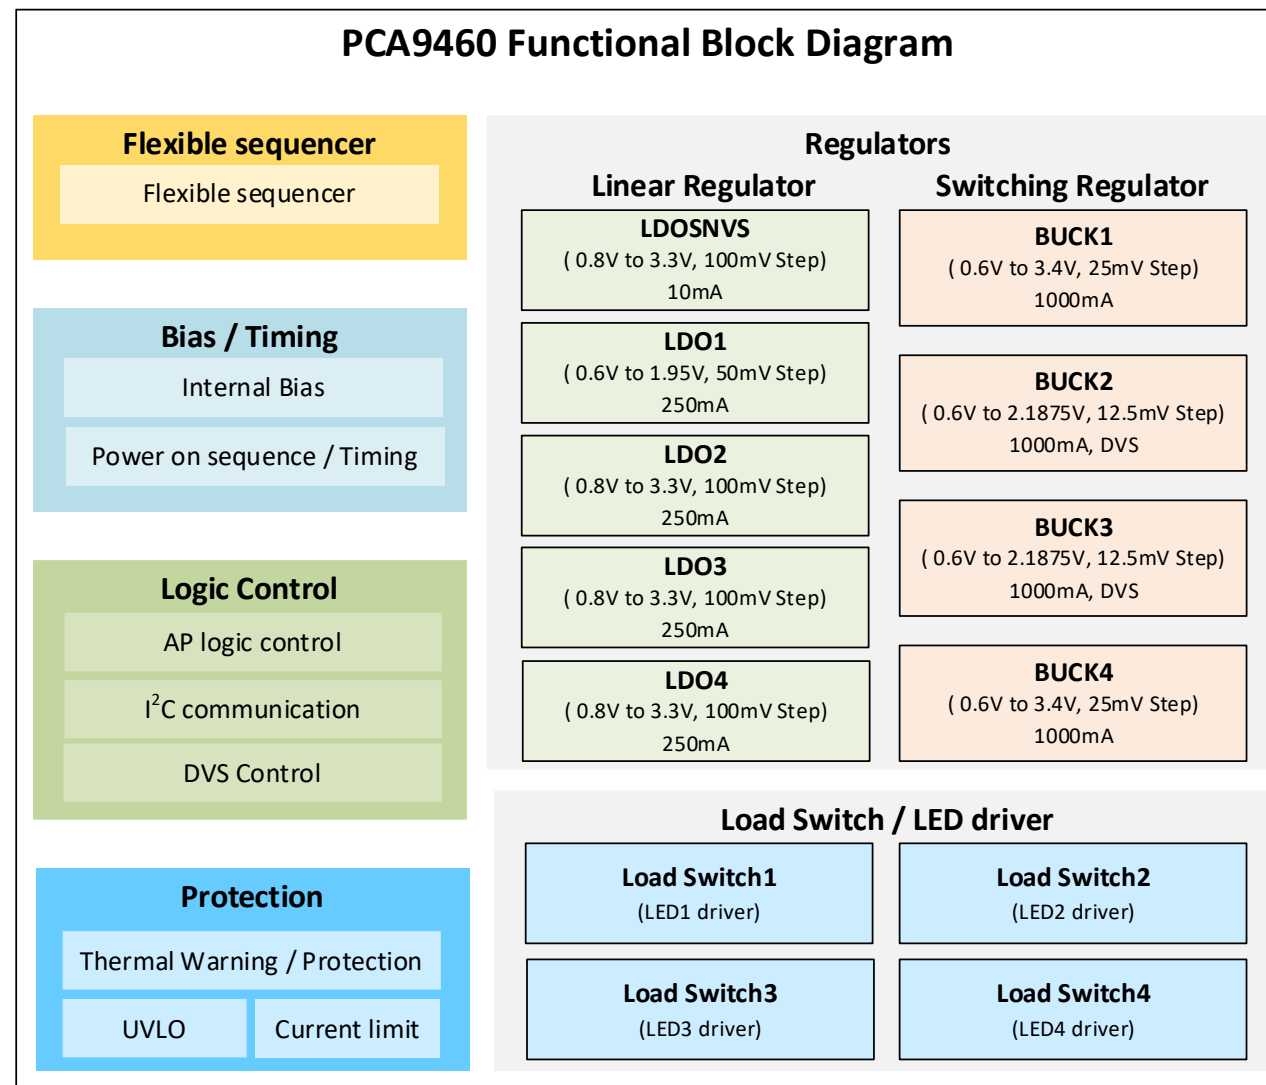 PCA9460 Functional Block Diagram
Flexible sequencer
Flexible sequencer
Bias / Timing
Internal Bias
Power on sequence / Timing
Logic Control
AP logic control
I²C communication
DVS Control
Protection
Thermal Warning / Protection
UVLO
Current limit
Regulators
Linear Regulator
LDOSNVS
( 0.8V to 3.3V, 100mV Step)
10mA
LDO1
( 0.6V to 1.95V, 50mV Step)
250mA
LDO2
( 0.8V to 3.3V, 100mV Step)
250mA
LDO3
( 0.8V to 3.3V, 100mV Step)
250mA
LDO4
( 0.8V to 3.3V, 100mV Step)
250mA
Switching Regulator
BUCK1
( 0.6V to 3.4V, 25mV Step)
1000mA
BUCK2
( 0.6V to 2.1875V, 12.5mV Step)
1000mA, DVS
BUCK3
( 0.6V to 2.1875V, 12.5mV Step)
1000mA, DVS
BUCK4
( 0.6V to 3.4V, 25mV Step)
1000mA
Load Switch / LED driver
Load Switch1
(LED1 driver)
Load Switch2
(LED2 driver)
Load Switch3
(LED3 driver)
Load Switch4
(LED4 driver)